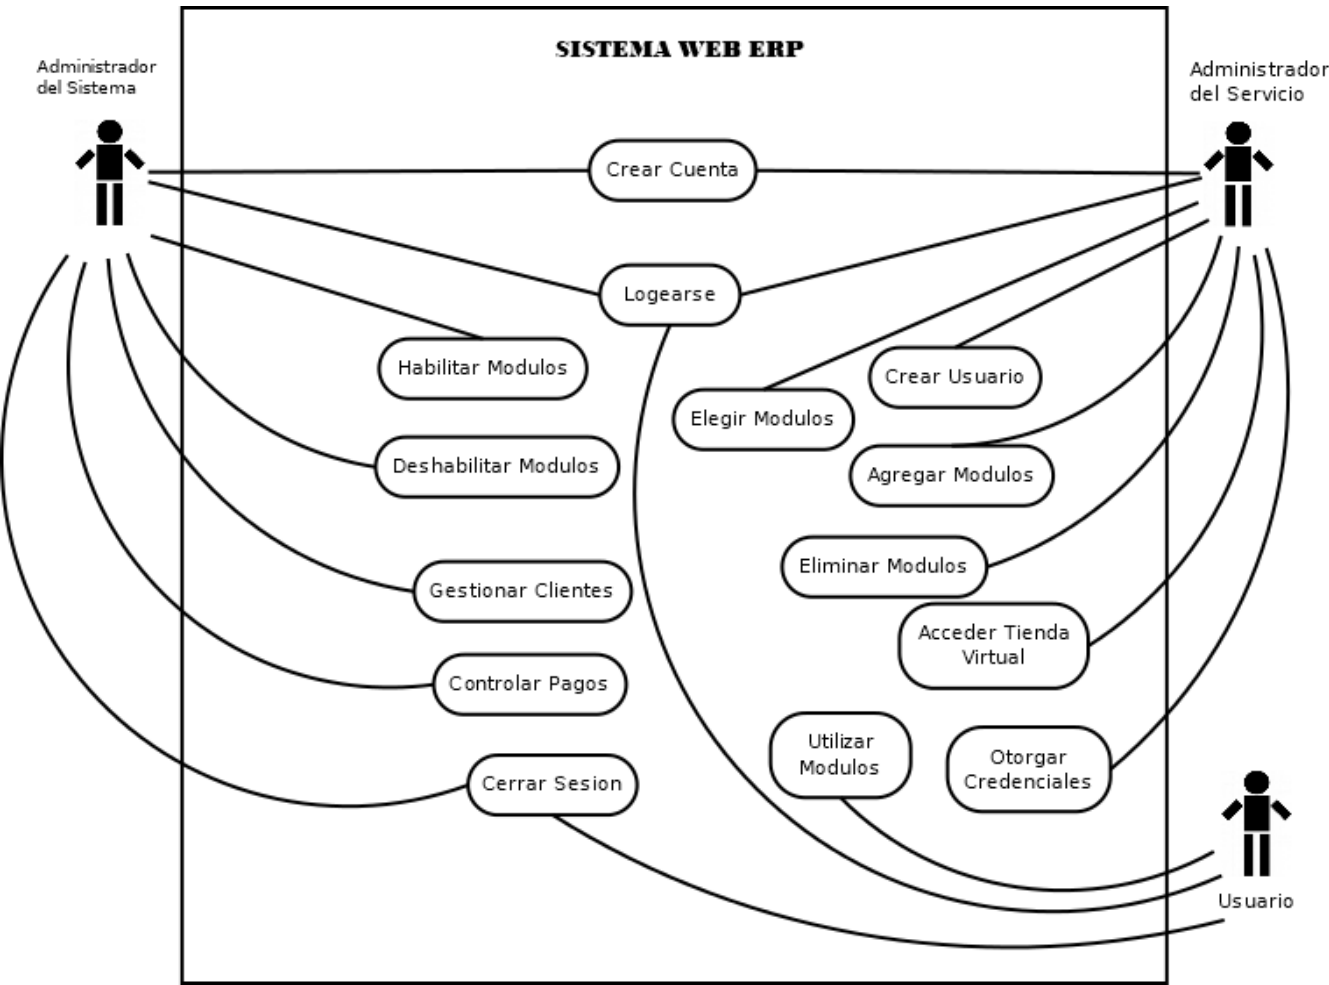 SISTEMA WEB ERP
Administrador
del Sistema
Administrador
del Servicio
Crear Cuenta
Logearse
Habilitar Modulos
Crear Usuario
Elegir Modulos
Deshabilitar Modulos
Agregar Modulos
Eliminar Modulos
Gestionar Clientes
Acceder Tienda
Virtual
Controlar Pagos
Utilizar
Modulos
Otorgar
Credenciales
Cerrar Sesion
Usuario